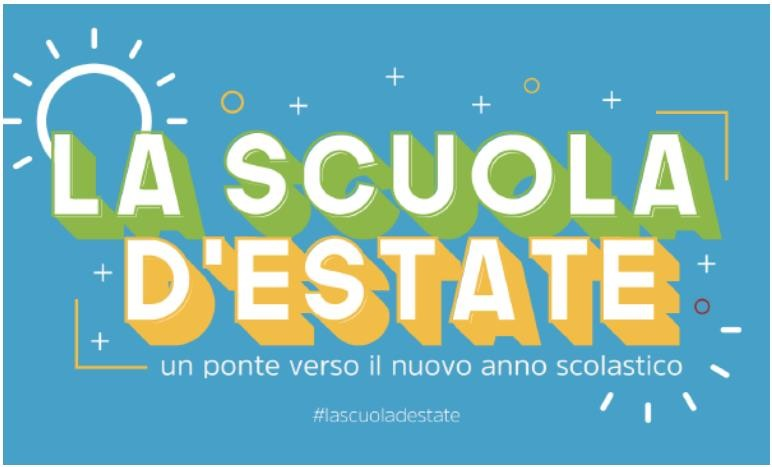 LA SCUOLA
D'ESTATE
un ponte verso il nuovo anno scolastico
#lascuoladestate